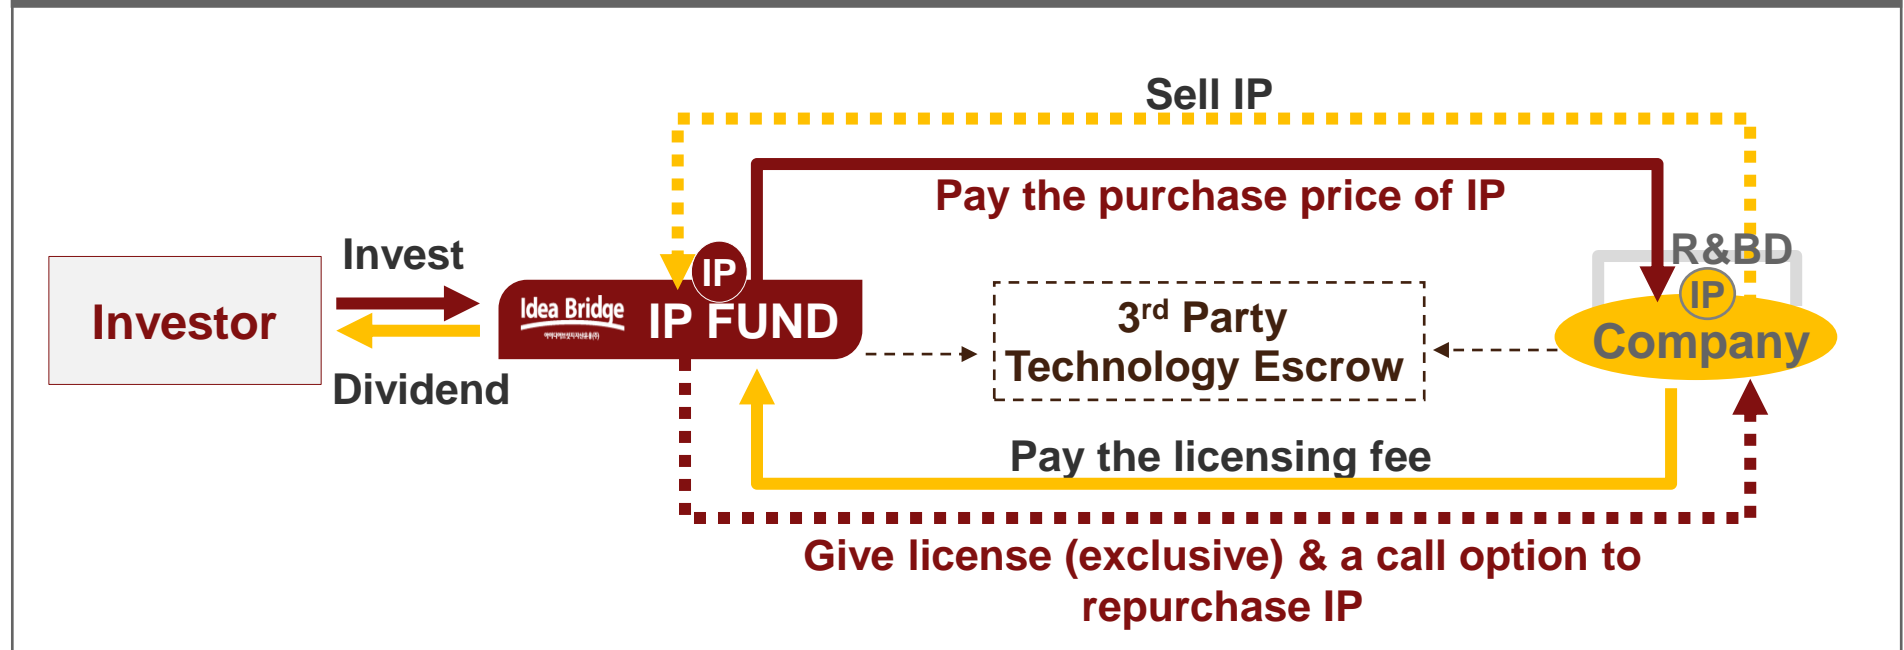 Sell IP
Pay the purchase price of IP
R&BD
Invest
IP
IP
Investor
Idea Bridge
IP FUND
3rd Party
Technology Escrow
Company
Dividend
Pay the licensing fee
Give license (exclusive) & a call option to
repurchase IP